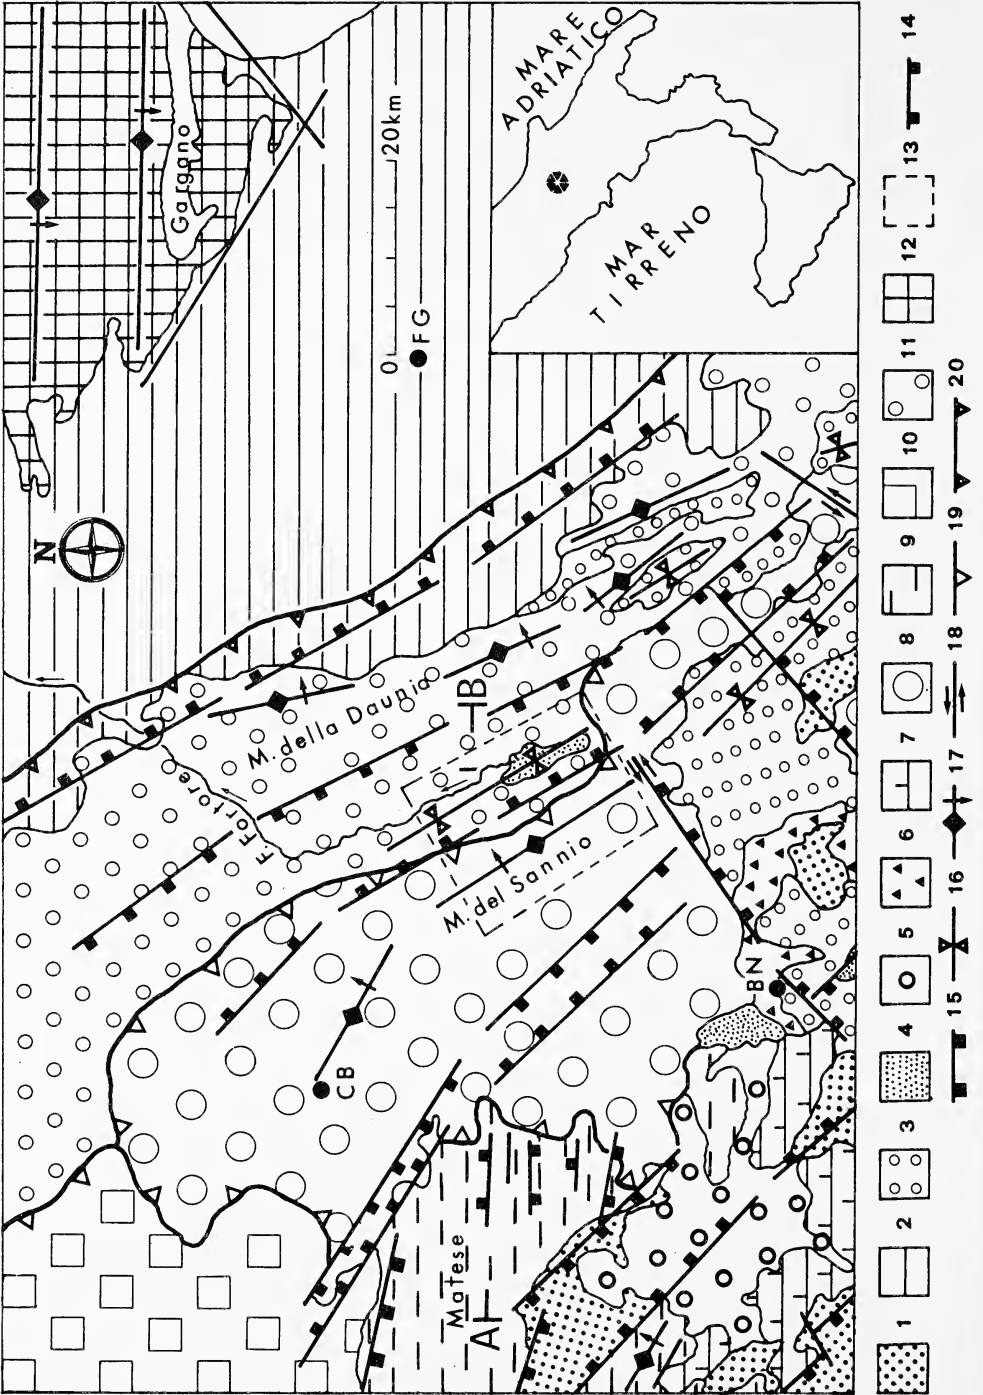 Gargano
MARE
ADRIATICO
MAR
TIRRENO
0 20km
FG
N
M. della Daunia
B
F. Fortore
M. del Sannio
CB
BN
Matese
A
1 2 3 4 5 6 7 8 9 10 11 12 13 14
15 16 17 18 19 20